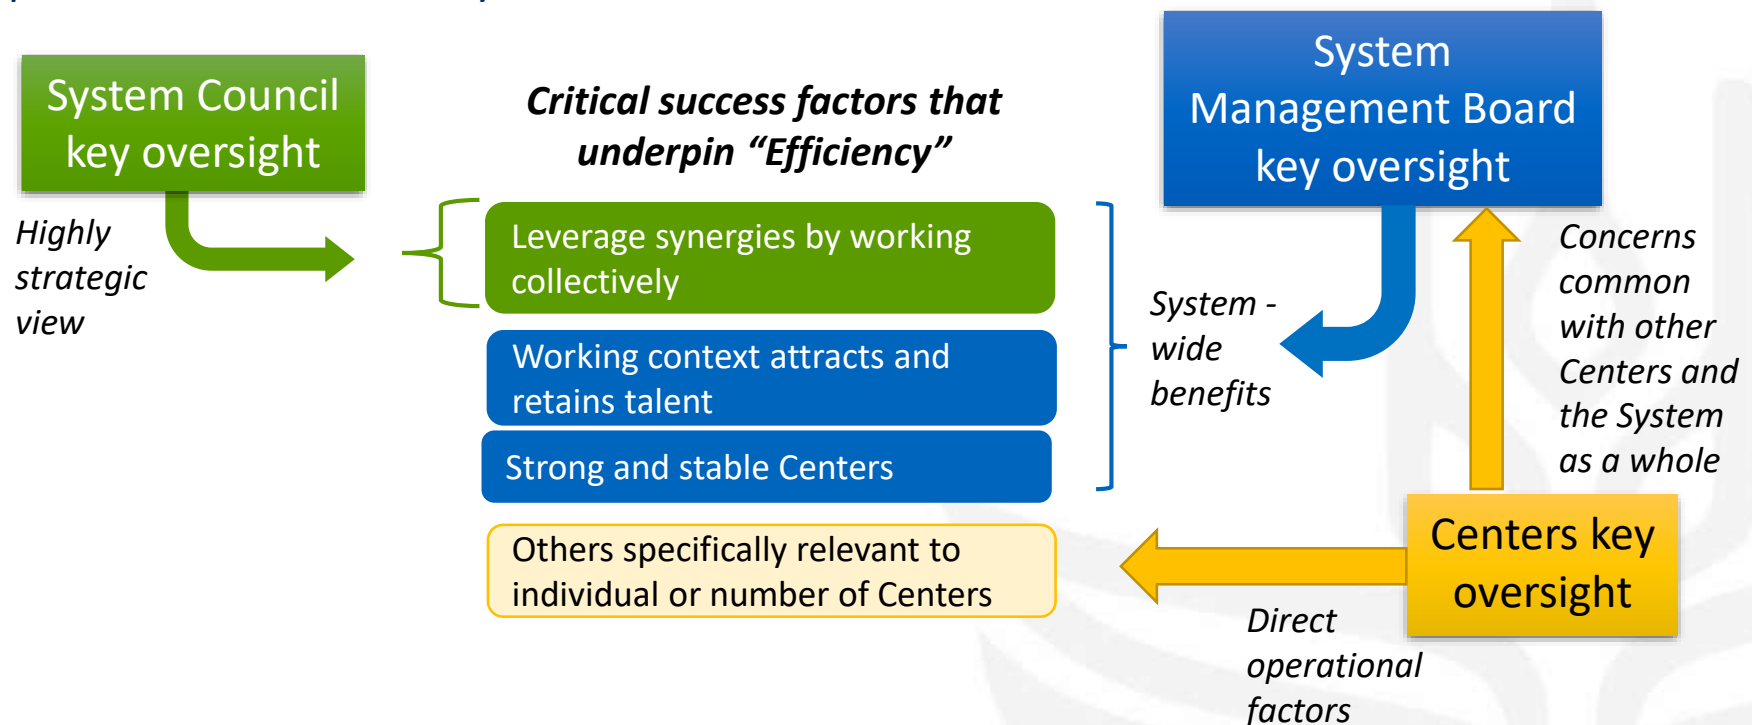 System Council
key oversight
Highly
strategic
view
Critical success factors that
underpin “Efficiency”
Leverage synergies by working
collectively
Working context attracts and
retains talent
Strong and stable Centers
Others specifically relevant to
individual or number of Centers
System
Management Board
key oversight
System -
wide
benefits
Concerns
common
with other
Centers and
the System
as a whole
Centers key
oversight
Direct
operational
factors